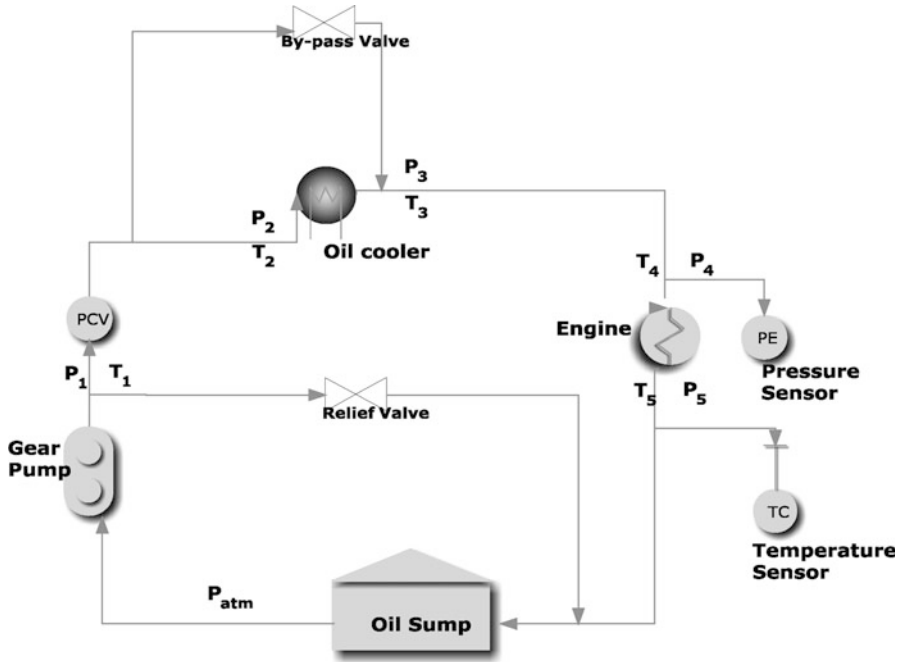 By-pass Valve
P3
T3
P2
T2
Oil cooler
T4
P4
PCV
Engine
PE
P1
T1
Pressure
Sensor
T5
P5
Relief Valve
Gear
Pump
TC
Temperature
Sensor
Patm
Oil Sump